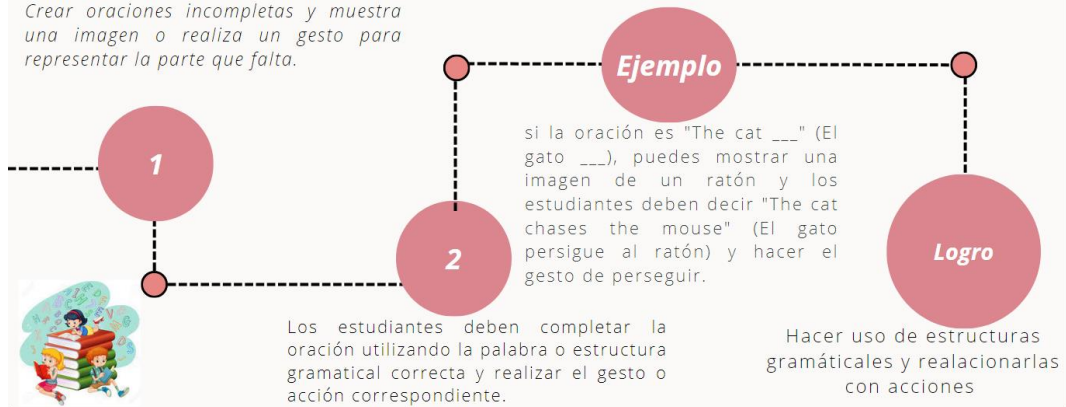 Crear oraciones incompletas y muestra
una imagen o realiza un gesto para
representar la parte que falta.
1
2
Los estudiantes deben completar la
oración utilizando la palabra o estructura
gramatical correcta y realizar el gesto o
acción correspondiente.
Ejemplo
si la oración es "The cat ___" (El
gato ___), puedes mostrar una
imagen de un ratón y los
estudiantes deben decir "The cat
chases the mouse" (El gato
persigue al ratón) y hacer el
gesto de perseguir.
Logro
Hacer uso de estructuras
gramáticales y realacionarlas
con acciones